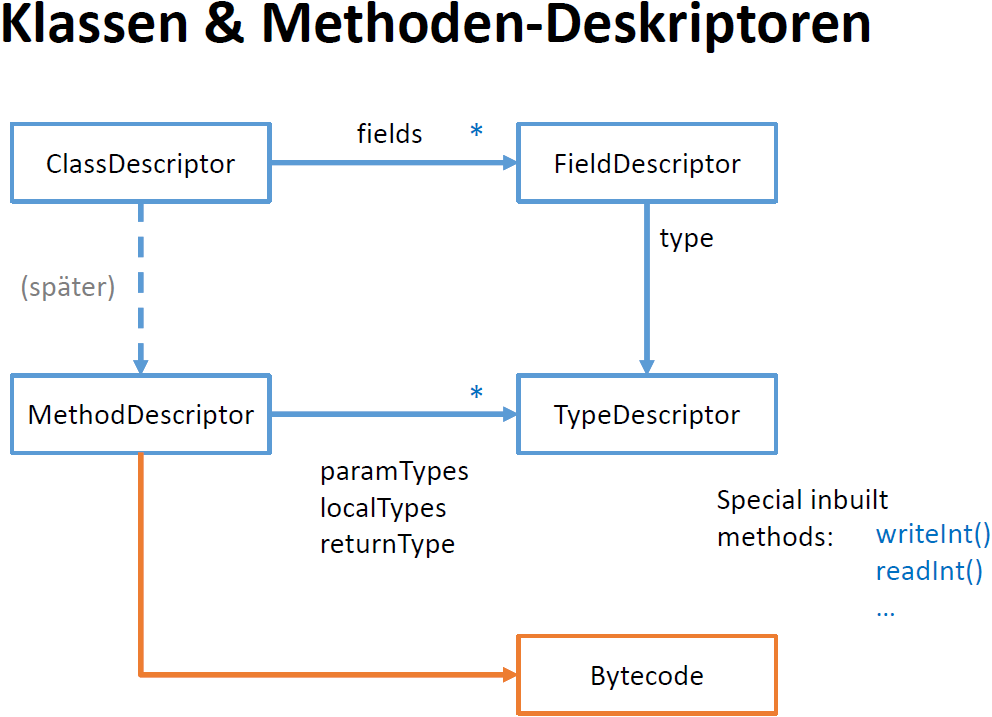 Klassen & Methoden-Deskriptoren
fields *
ClassDescriptor
FieldDescriptor
type
(später)
*
MethodDescriptor
TypeDescriptor
paramTypes
localTypes
returnType
Special inbuilt
methods: writeInt()
readInt()
...
Bytecode